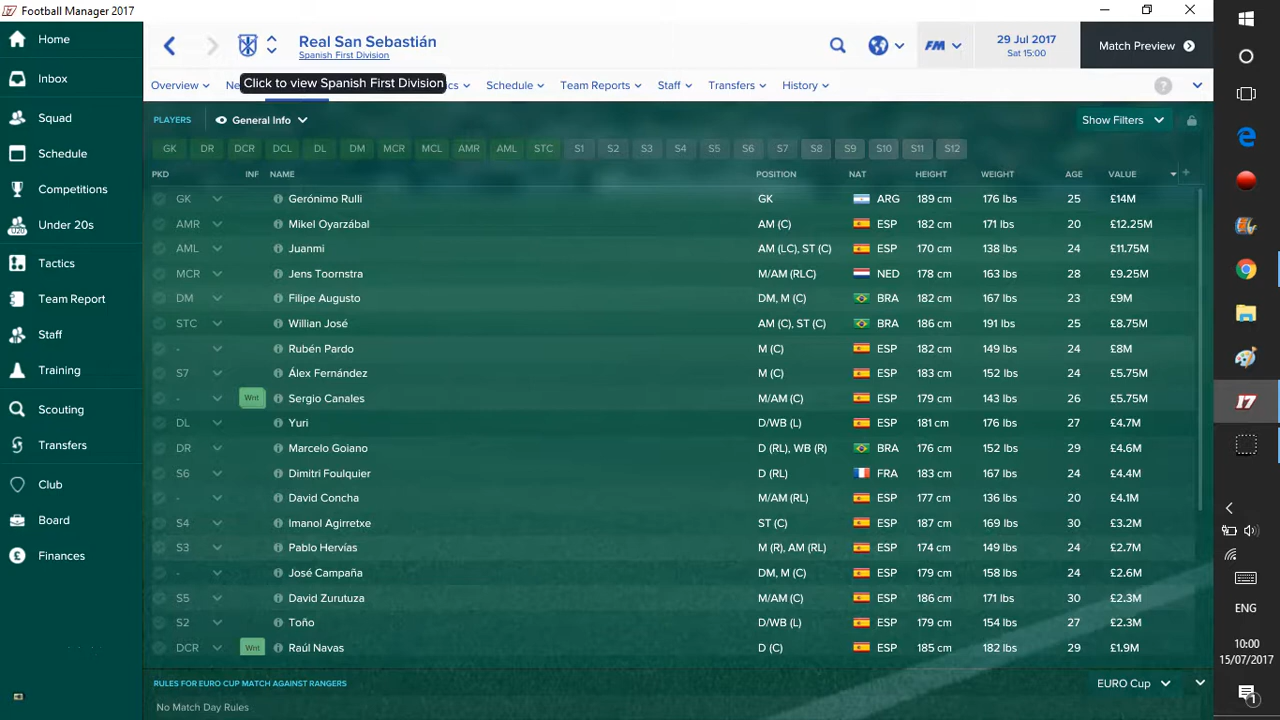 Football Manager 2017
Home
Inbox
Squad
Schedule
Competitions
Under 20s
Tactics
Team Report
Staff
Training
Scouting
Transfers
Club
Board
Finances
Real San Sebastián
Spanish First Division
FM
29 Jul 2017
Sat 15:00
Match Preview
Overview
Click to view Spanish First Division
Schedule
Team Reports
Staff
Transfers
History
PLAYERS General Info Show Filters
GK DR DCR DCL DL DM MCR MCL AMR AML STC S1 S2 S3 S4 S5 S6 S7 S8 S9 S10 S11 S12
PKD INF NAME POSITION NAT HEIGHT WEIGHT AGE VALUE
GK Gerónimo Rulli GK ARG 189 cm 176 lbs 25 £14M
AMR Mikel Oyarzábal AM (C) ESP 182 cm 171 lbs 20 £12.25M
AML Juanmi AM (LC), ST (C) ESP 170 cm 138 lbs 24 £11.75M
MCR Jens Toornstra M/AM (RLC) NED 178 cm 163 lbs 28 £9.25M
DM Filipe Augusto DM, M (C) BRA 182 cm 167 lbs 23 £9M
STC Willian José AM (C), ST (C) BRA 186 cm 191 lbs 25 £8.75M
- Rubén Pardo M (C) ESP 182 cm 149 lbs 24 £8M
S7 Álex Fernández M (C) ESP 183 cm 152 lbs 24 £5.75M
- Wnt Sergio Canales M/AM (C) ESP 179 cm 143 lbs 26 £5.75M
DL Yuri D/WB (L) ESP 181 cm 176 lbs 27 £4.7M
DR Marcelo Goiano D (RL), WB (R) BRA 176 cm 152 lbs 29 £4.6M
S6 Dimitri Foulquier D (RL) FRA 183 cm 167 lbs 24 £4.4M
- David Concha M/AM (RL) ESP 177 cm 136 lbs 20 £4.1M
S4 Imanol Agirretxe ST (C) ESP 187 cm 169 lbs 30 £3.2M
S3 Pablo Hervías M (R), AM (RL) ESP 174 cm 149 lbs 24 £2.7M
- José Campaña DM, M (C) ESP 179 cm 158 lbs 24 £2.6M
S5 David Zurutuza M/AM (C) ESP 186 cm 171 lbs 30 £2.3M
S2 Toño D/WB (L) ESP 179 cm 154 lbs 27 £2.3M
DCR Wnt Raúl Navas D (C) ESP 185 cm 182 lbs 29 £1.9M
RULES FOR EURO CUP MATCH AGAINST RANGERS EURO Cup
No Match Day Rules
17
ENG
10:00
15/07/2017
1